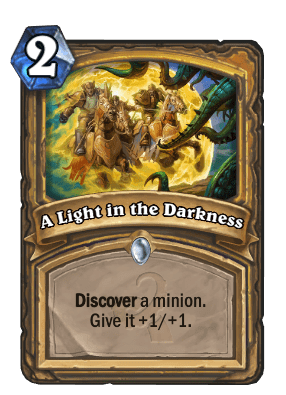 2
A Light in the Darkness
Discover a minion.
Give it +1/+1.